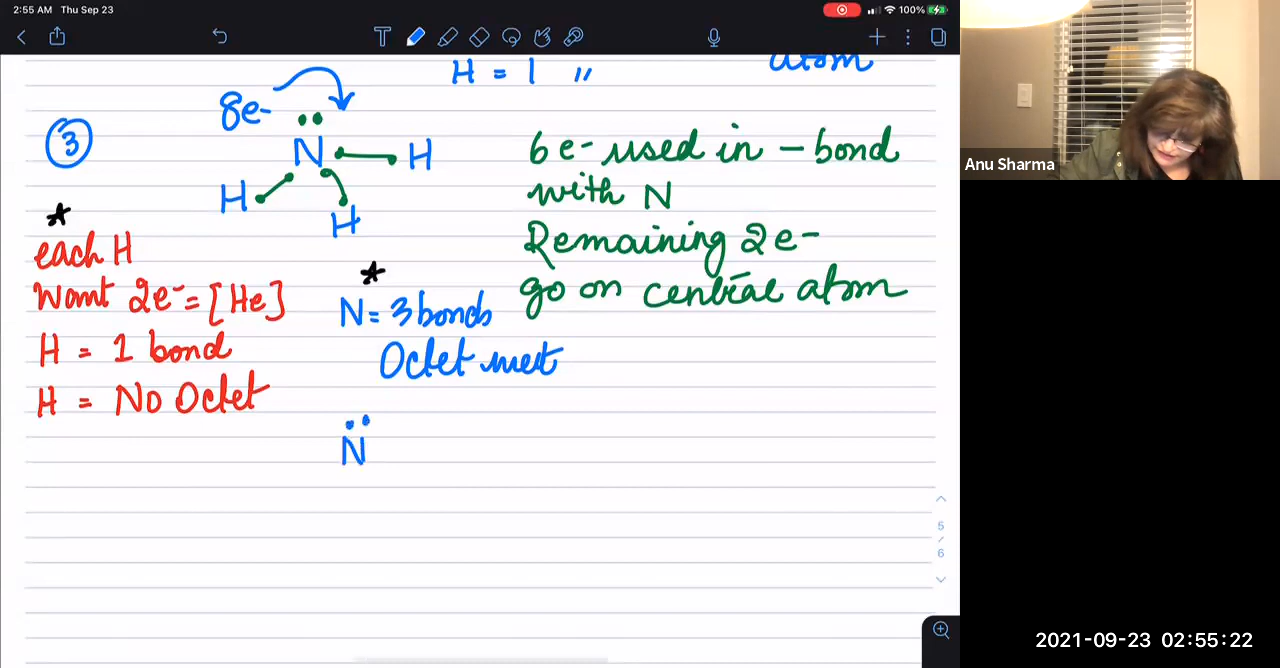 2:55 AM Thu Sep 23
100%
T
H = 1 "
atom
8e-
3
N
H
H
H
6e- used in – bond
with N
Remaining 2e-
go on central atom
each H
Want 2e- = [He]
H = 1 bond
H = No Octet
N = 3 bonds
Octet met
N
5
6
Anu Sharma
2021-09-23 02:55:22